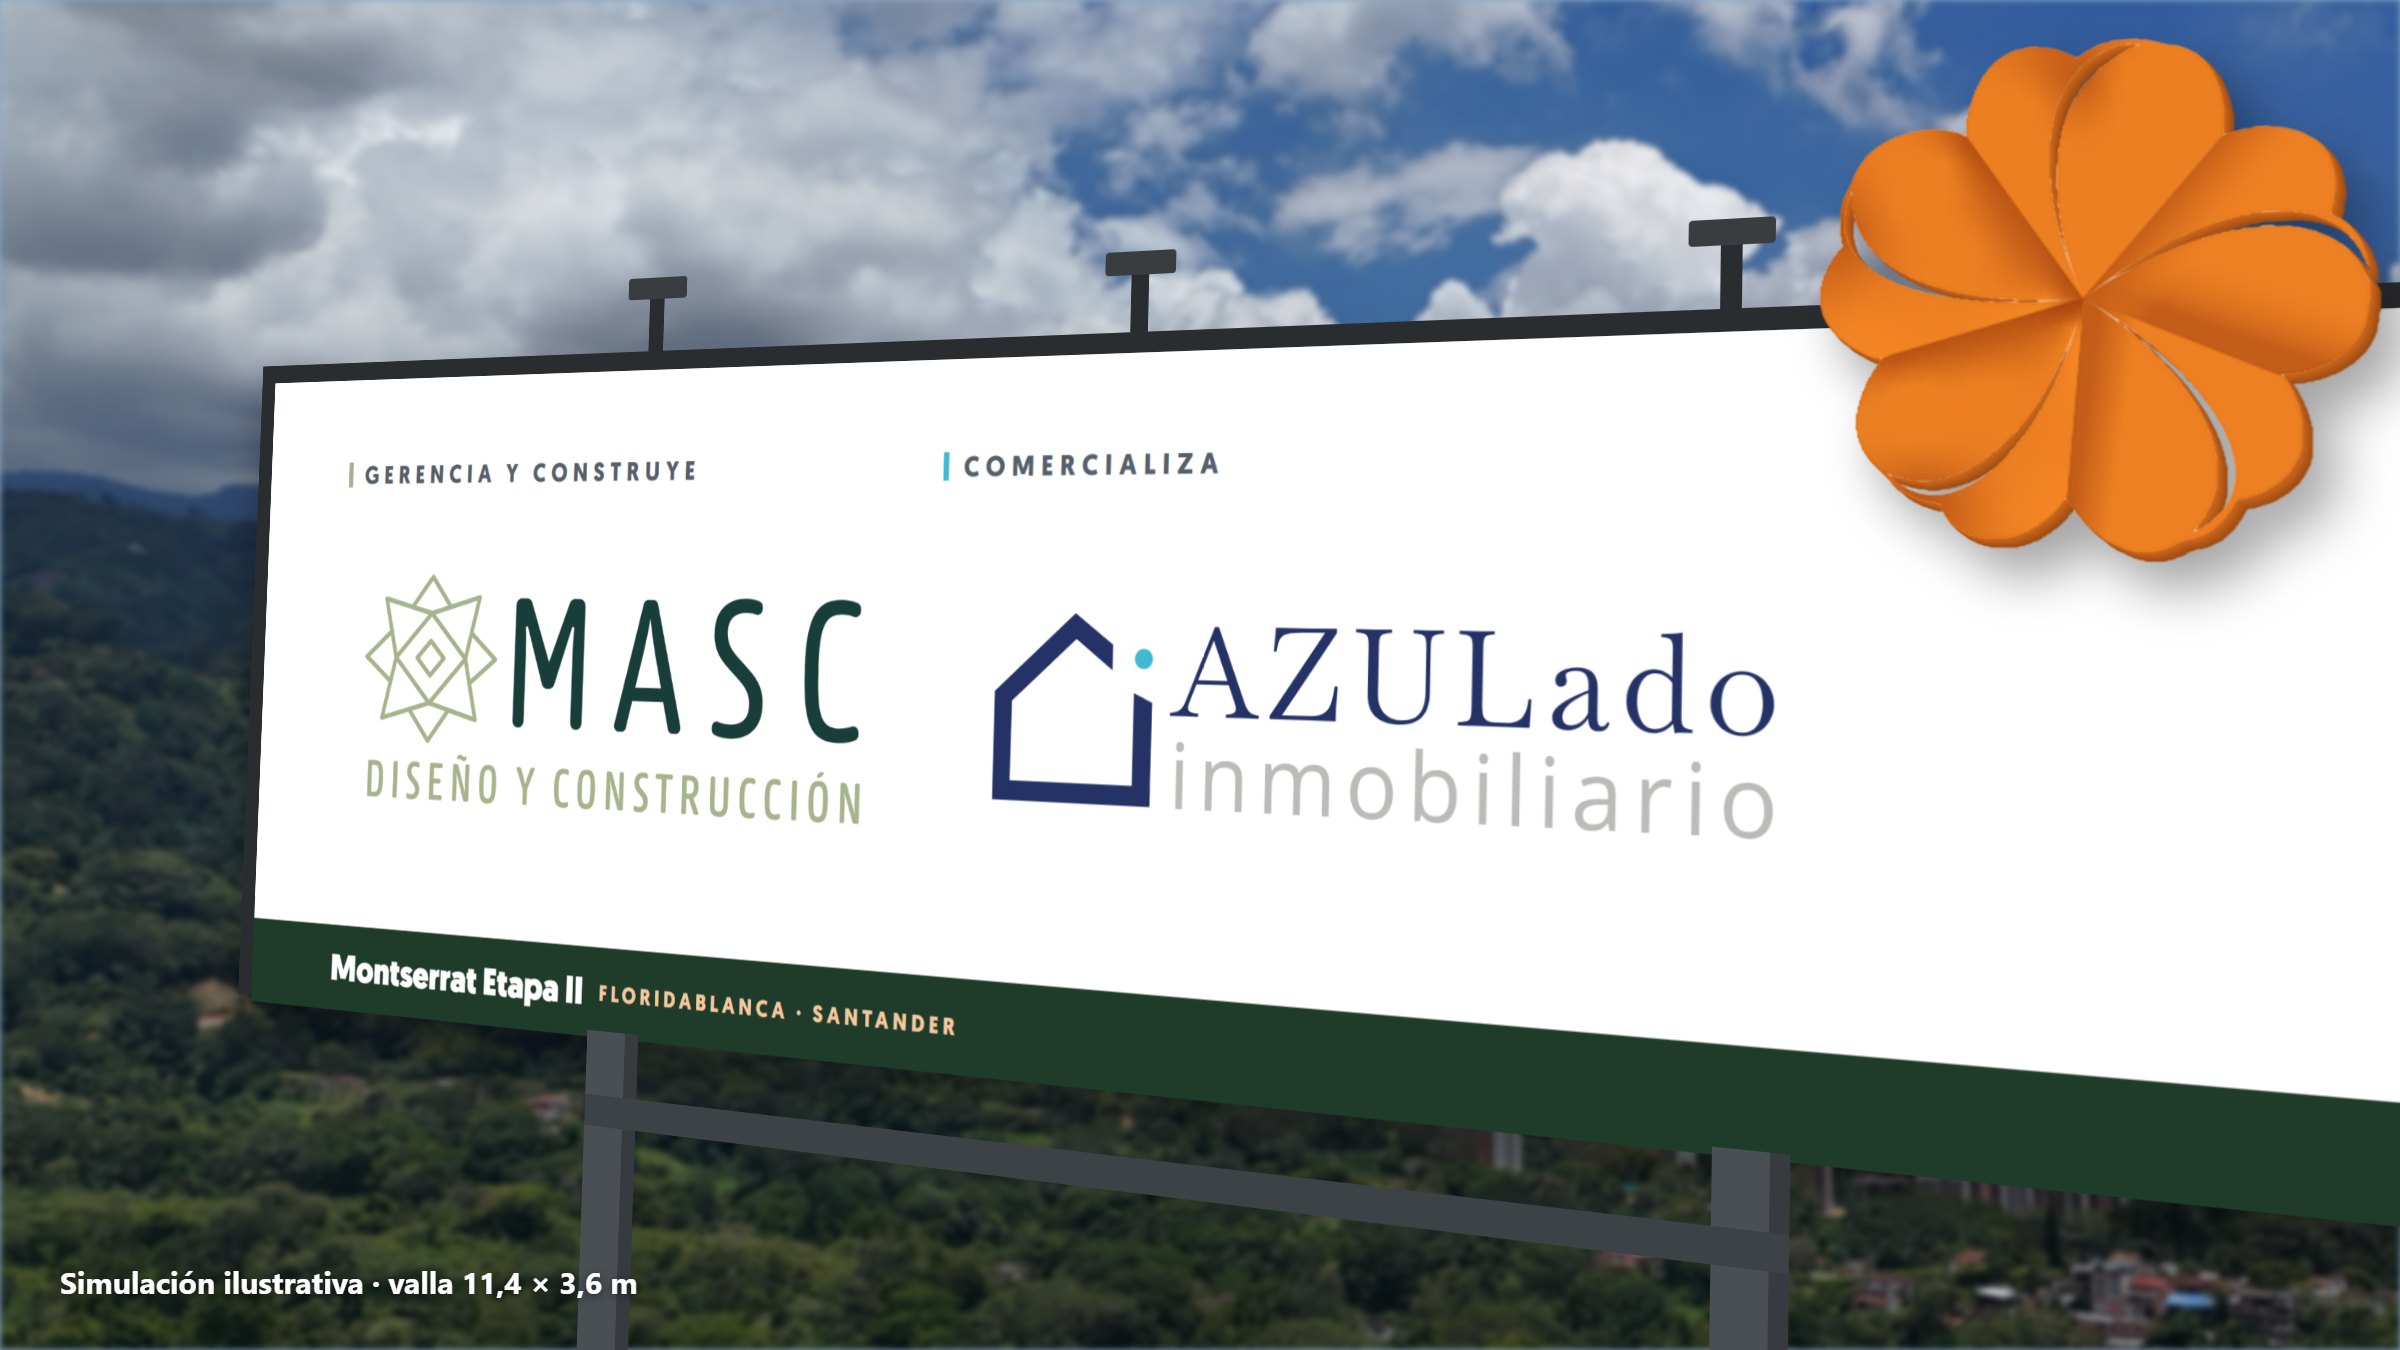 GERENCIA Y CONSTRUYE
COMERCIALIZA
MASC
DISEÑO Y CONSTRUCCIÓN
AZULado
inmobiliario
Montserrat Etapa II FLORIDABLANCA · SANTANDER
Simulación ilustrativa · valla 11,4 × 3,6 m